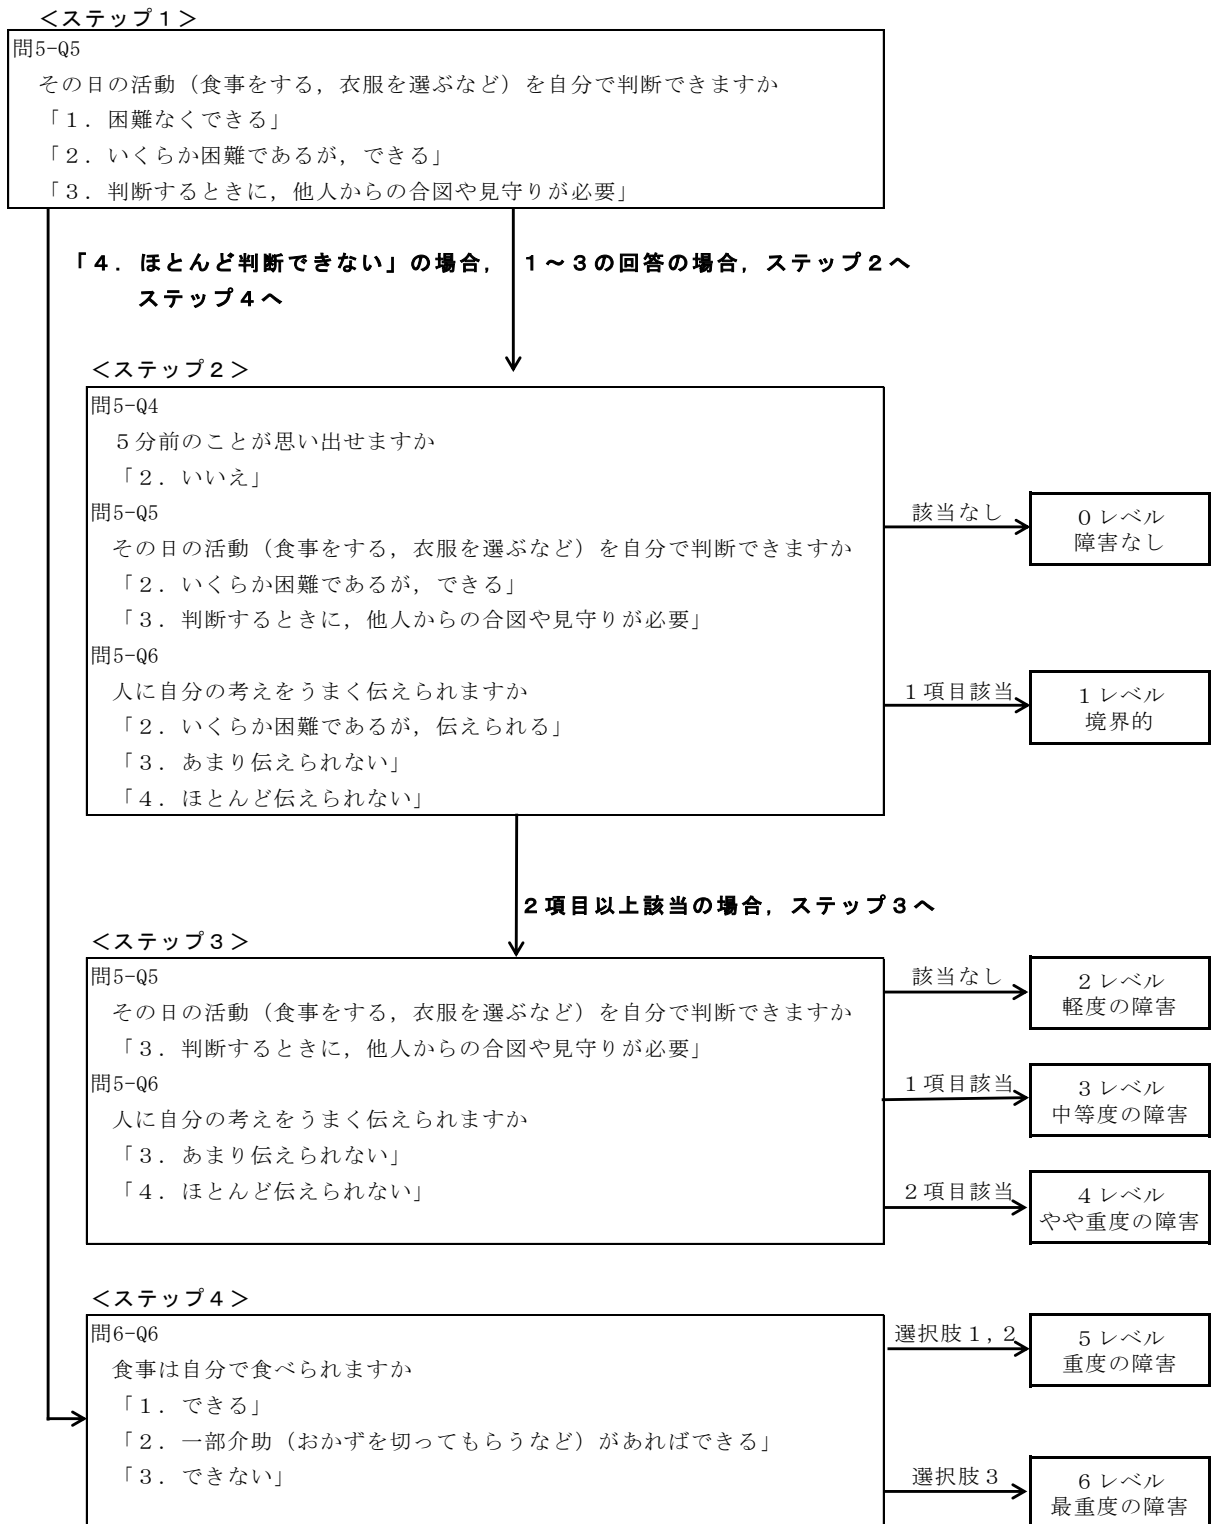 ＜ステップ１＞
問5-Q5
その日の活動（食事をする，衣服を選ぶなど）を自分で判断できますか
「１．困難なくできる」
「２．いくらか困難であるが，できる」
「３．判断するときに，他人からの合図や見守りが必要」
「４．ほとんど判断できない」の場合，
ステップ４へ
１～３の回答の場合，ステップ２へ
＜ステップ２＞
問5-Q4
５分前のことが思い出せますか
「２．いいえ」
問5-Q5
その日の活動（食事をする，衣服を選ぶなど）を自分で判断できますか
「２．いくらか困難であるが，できる」
「３．判断するときに，他人からの合図や見守りが必要」
問5-Q6
人に自分の考えをうまく伝えられますか
「２．いくらか困難であるが，伝えられる」
「３．あまり伝えられない」
「４．ほとんど伝えられない」
該当なし
０レベル
障害なし
１項目該当
１レベル
境界的
２項目以上該当の場合，ステップ３へ
＜ステップ３＞
問5-Q5
その日の活動（食事をする，衣服を選ぶなど）を自分で判断できますか
「３．判断するときに，他人からの合図や見守りが必要」
問5-Q6
人に自分の考えをうまく伝えられますか
「３．あまり伝えられない」
「４．ほとんど伝えられない」
該当なし
２レベル
軽度の障害
１項目該当
３レベル
中等度の障害
２項目該当
４レベル
やや重度の障害
＜ステップ４＞
問6-Q6
食事は自分で食べられますか
「１．できる」
「２．一部介助（おかずを切ってもらうなど）があればできる」
「３．できない」
選択肢１,２
５レベル
重度の障害
選択肢３
６レベル
最重度の障害